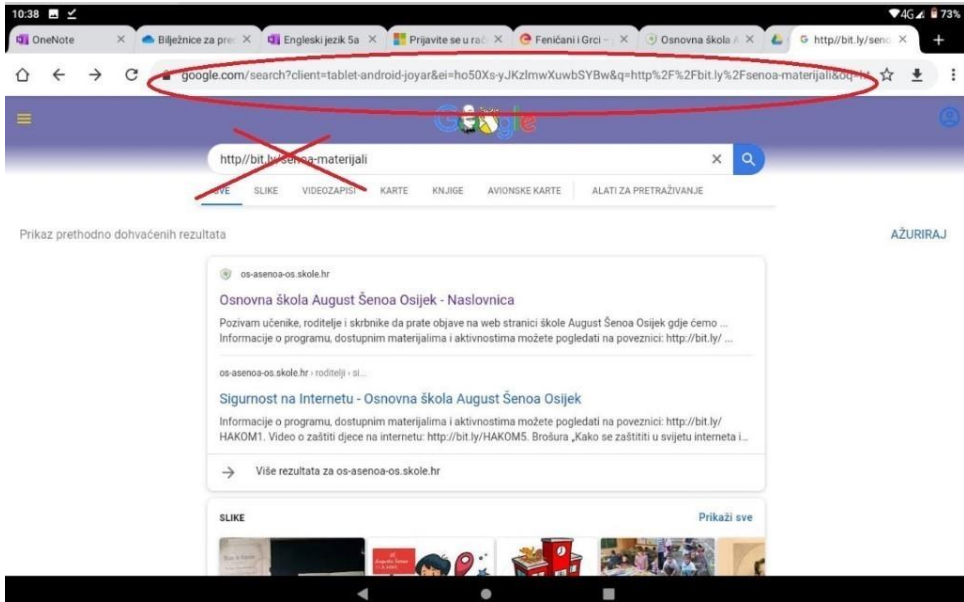 10:38
4G 73%
OneNote
Bilježnice za pre
Engleski jezik 5a
Prijavite se u rač
Feničani i Grci -
Osnovna škola A
http//bit.ly/seno
google.com/search?client=tablet-android-joyar&ei=ho50Xs-yJKzlmwXuwbSYBw&q=http%2F%2Fbit.ly%2Fsenoa-materijali&oq=ht
Google
http//bit.ly/senoa-materijali
SVE SLIKE VIDEOZAPISI KARTE KNJIGE AVIONSKE KARTE ALATI ZA PRETRAŽIVANJE
Prikaz prethodno dohvaćenih rezultata
AŽURIRAJ
os-asenoa-os.skole.hr
Osnovna škola August Šenoa Osijek - Naslovnica
Pozivam učenike, roditelje i skrbnike da prate objave na web stranici škole August Šenoa Osijek gdje ćemo ...
Informacije o programu, dostupnim materijalima i aktivnostima možete pogledati na poveznici: http://bit.ly/ ...
os-asenoa-os.skole.hr › roditelji › si...
Sigurnost na Internetu - Osnovna škola August Šenoa Osijek
Informacije o programu, dostupnim materijalima i aktivnostima možete pogledati na poveznici: http://bit.ly/
HAKOM1. Video o zaštiti djece na internetu: http://bit.ly/HAKOM5. Brošura „Kako se zaštititi u svijetu interneta i...
Više rezultata za os-asenoa-os.skole.hr
SLIKE
Prikaži sve